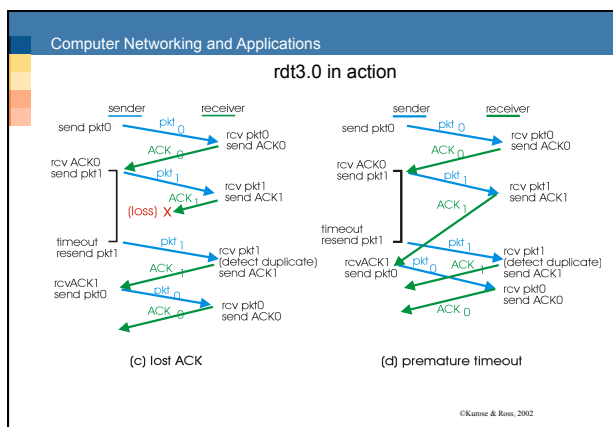 Computer Networking and Applications
rdt3.0 in action
sender
receiver
send pkt0
pkt 0
rcv pkt0
send ACK0
ACK 0
rcv ACK0
send pkt1
pkt 1
rcv pkt1
send ACK1
ACK 1
(loss) X
timeout
resend pkt1
pkt 1
rcv pkt1
(detect duplicate)
send ACK1
ACK 1
rcvACK1
send pkt0
pkt 0
rcv pkt0
send ACK0
ACK 0
(c) lost ACK
sender
receiver
send pkt0
pkt 0
rcv pkt0
send ACK0
ACK 0
rcv ACK0
send pkt1
pkt 1
rcv pkt1
send ACK1
ACK 1
timeout
resend pkt1
pkt 1
rcv pkt1
(detect duplicate)
send ACK1
rcvACK1
send pkt0
pkt 0
ACK 1
rcv pkt0
send ACK0
ACK 0
(d) premature timeout
©Kurose & Ross, 2002